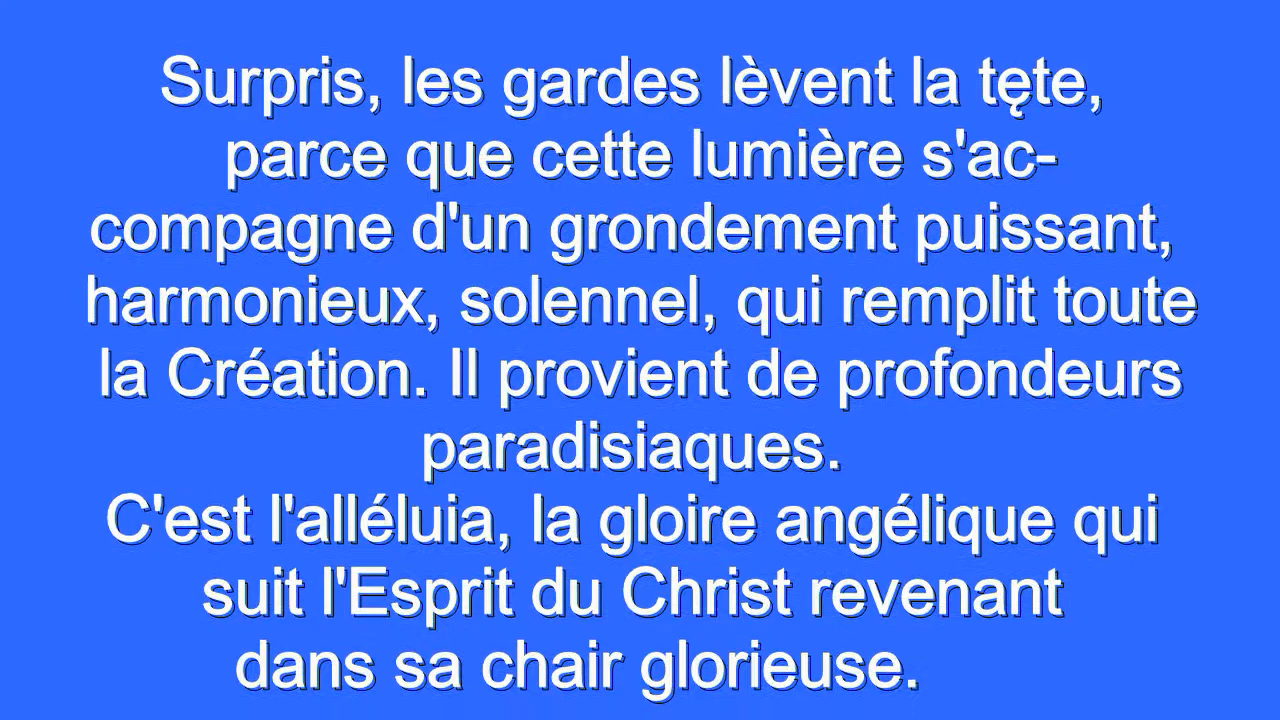 Surpris, les gardes lèvent la tęte,
parce que cette lumière s'ac-
compagne d'un grondement puissant,
harmonieux, solennel, qui remplit toute
la Création. Il provient de profondeurs
paradisiaques.
C'est l'alléluia, la gloire angélique qui
suit l'Esprit du Christ revenant
dans sa chair glorieuse.